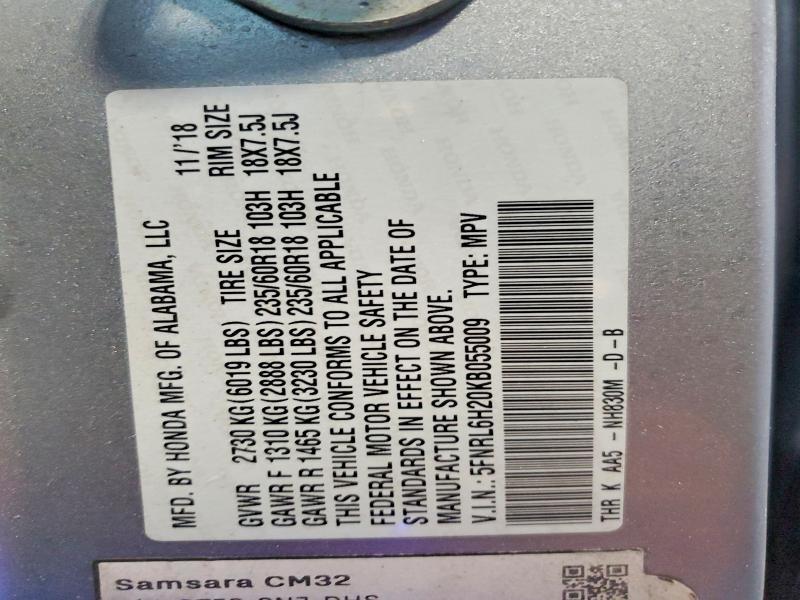 MFD. BY HONDA MFG. OF ALABAMA, LLC 11/'18
GVWR 2730 KG (6019 LBS) TIRE SIZE RIM SIZE
GAWR F 1310 KG (2888 LBS) 235/60R18 103H 18X7.5J
GAWR R 1465 KG (3230 LBS) 235/60R18 103H 18X7.5J
THIS VEHICLE CONFORMS TO ALL APPLICABLE
FEDERAL MOTOR VEHICLE SAFETY
STANDARDS IN EFFECT ON THE DATE OF
MANUFACTURE SHOWN ABOVE.
V.I.N.: 5FNRL6H20KB055009 TYPE: MPV
THR K AA5 - NH830M -D-B
Samsara CM32